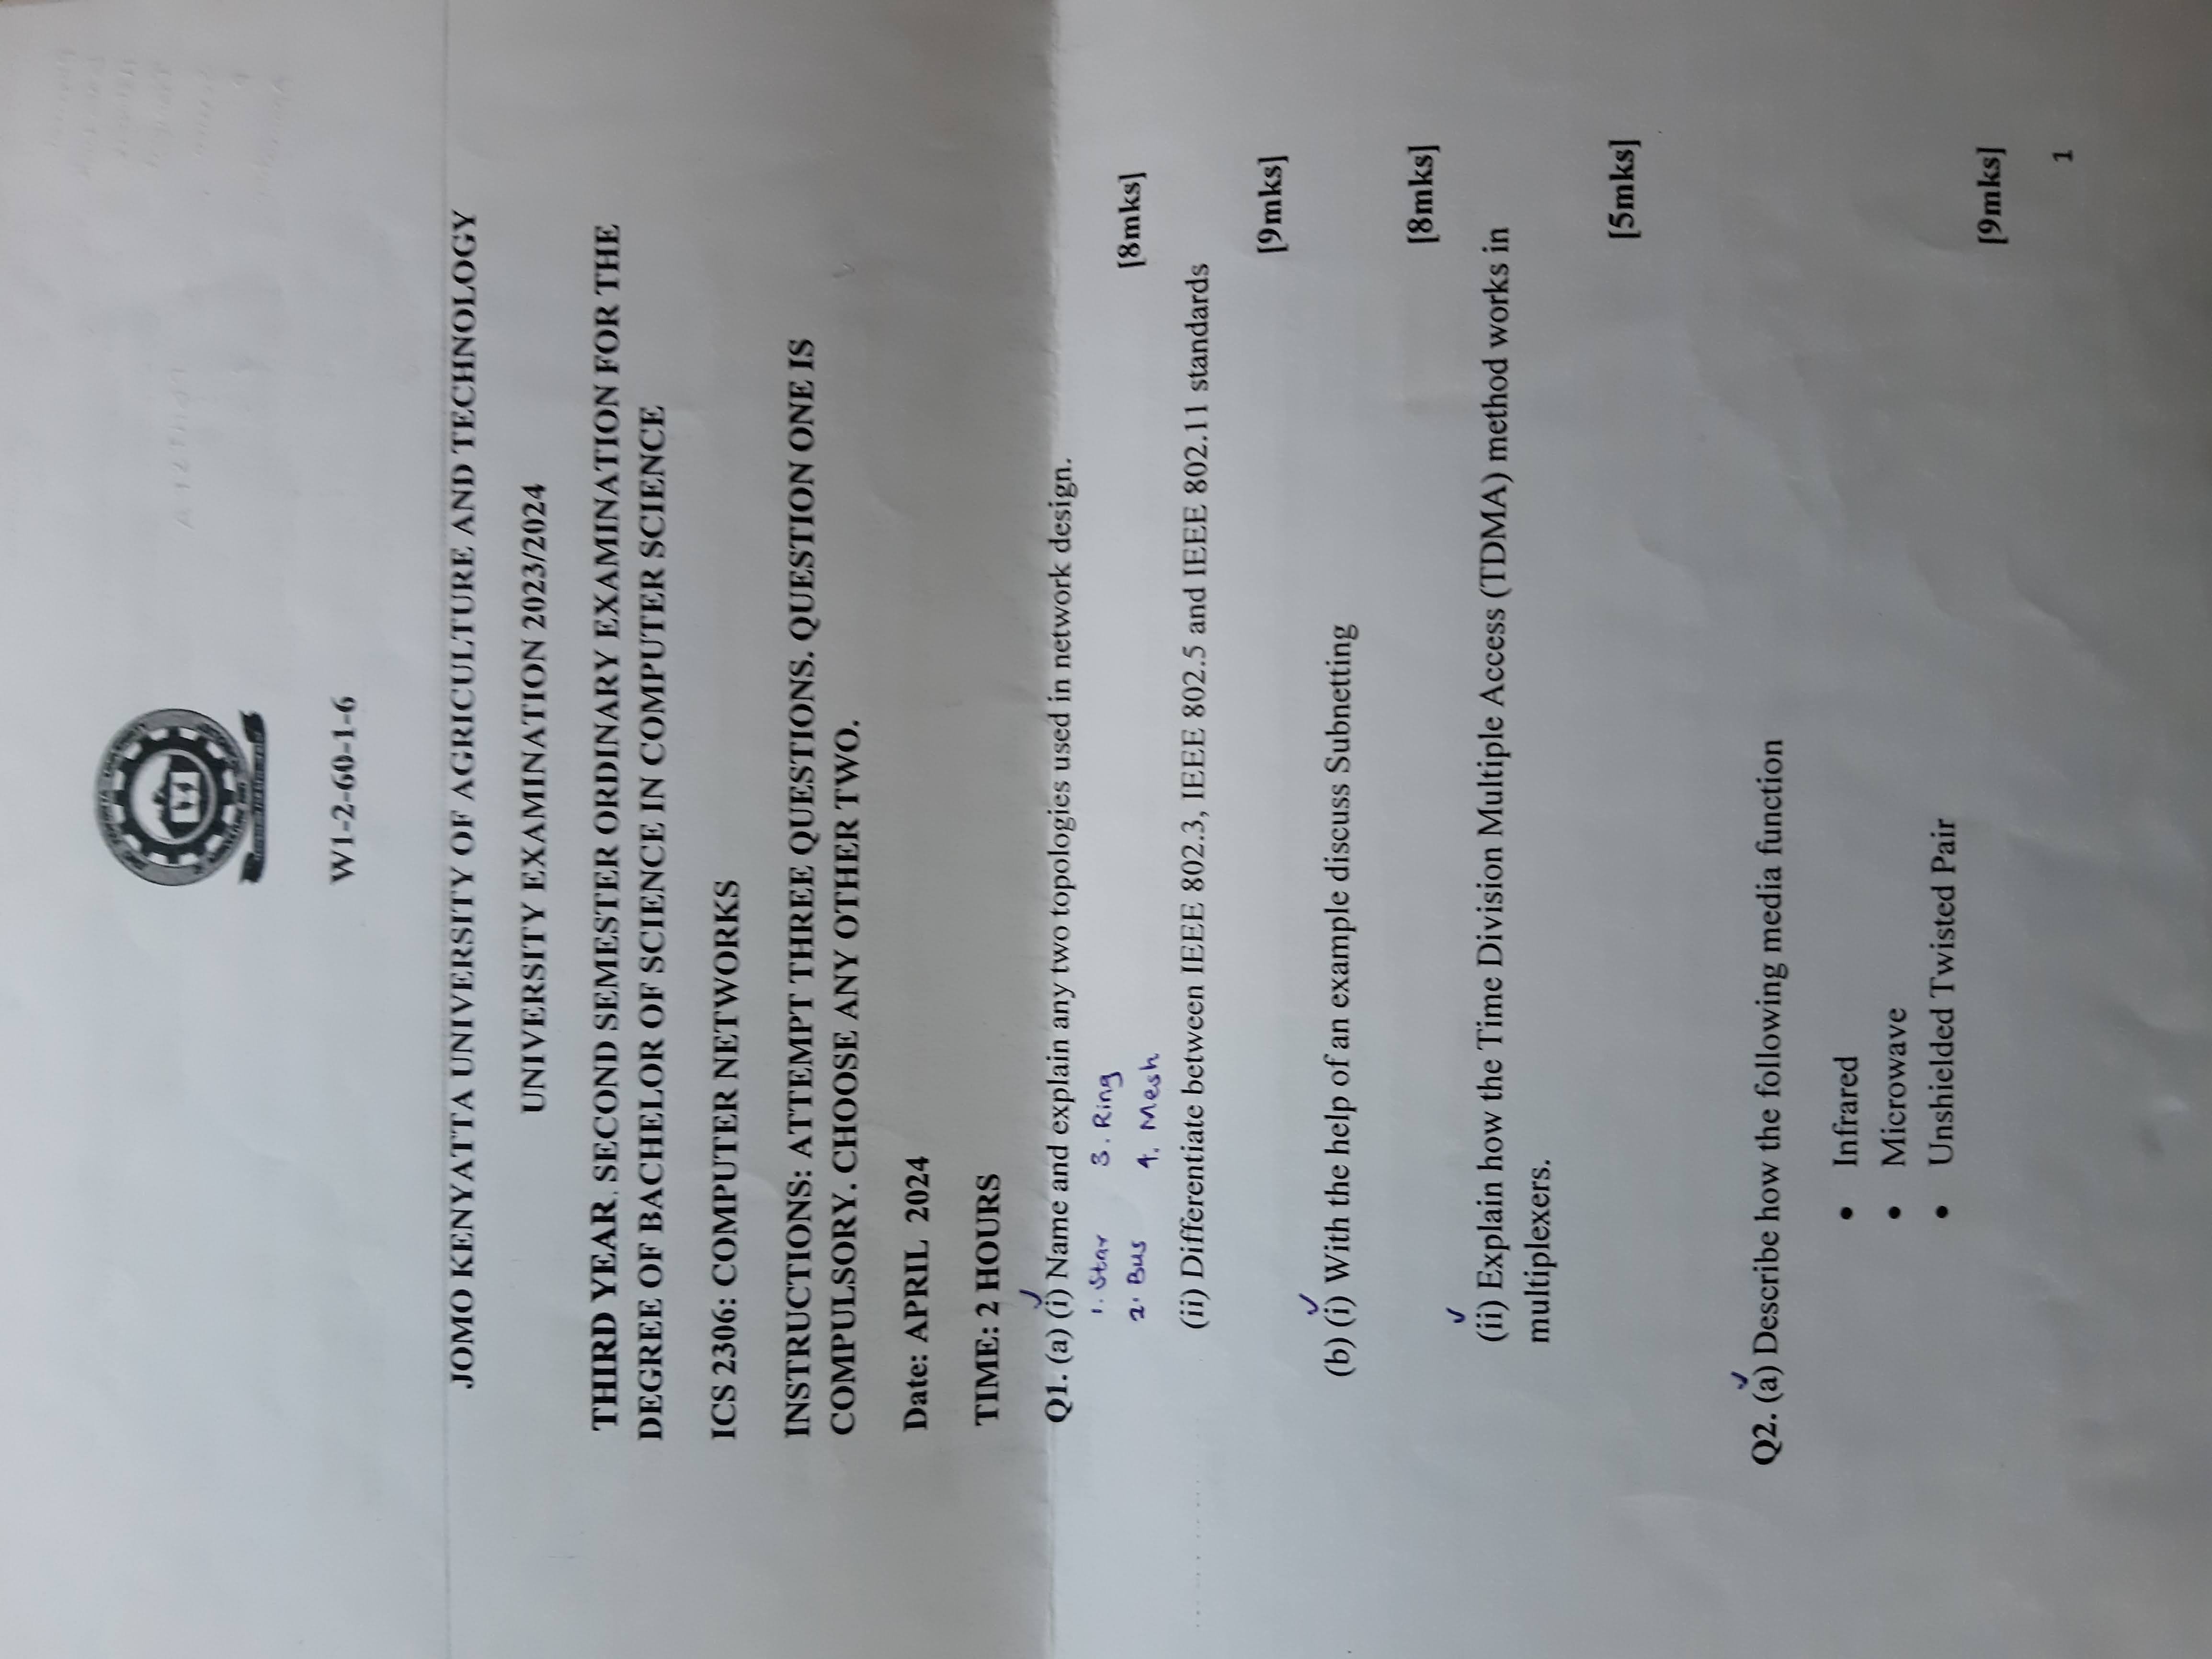 W1-2-60-1-6
JOMO KENYATTA UNIVERSITY OF AGRICULTURE AND TECHNOLOGY
UNIVERSITY EXAMINATION 2023/2024
THIRD YEAR. SECOND SEMESTER ORDINARY EXAMINATION FOR THE
DEGREE OF BACHELOR OF SCIENCE IN COMPUTER SCIENCE
ICS 2306: COMPUTER NETWORKS
INSTRUCTIONS: ATTEMPT THREE QUESTIONS. QUESTION ONE IS
COMPULSORY. CHOOSE ANY OTHER TWO.
Date: APRIL 2024
TIME: 2 HOURS
Q1. (a) (i) Name and explain any two topologies used in network design.
1. Star 3. Ring
[8mks]
2. Bus 4. Mesh
(ii) Differentiate between IEEE 802.3, IEEE 802.5 and IEEE 802.11 standards
[9mks]
(b) (i) With the help of an example discuss Subnetting
[8mks]
(ii) Explain how the Time Division Multiple Access (TDMA) method works in
multiplexers.
[5mks]
Q2. (a) Describe how the following media function
• Infrared
• Microwave
• Unshielded Twisted Pair
[9mks]
1